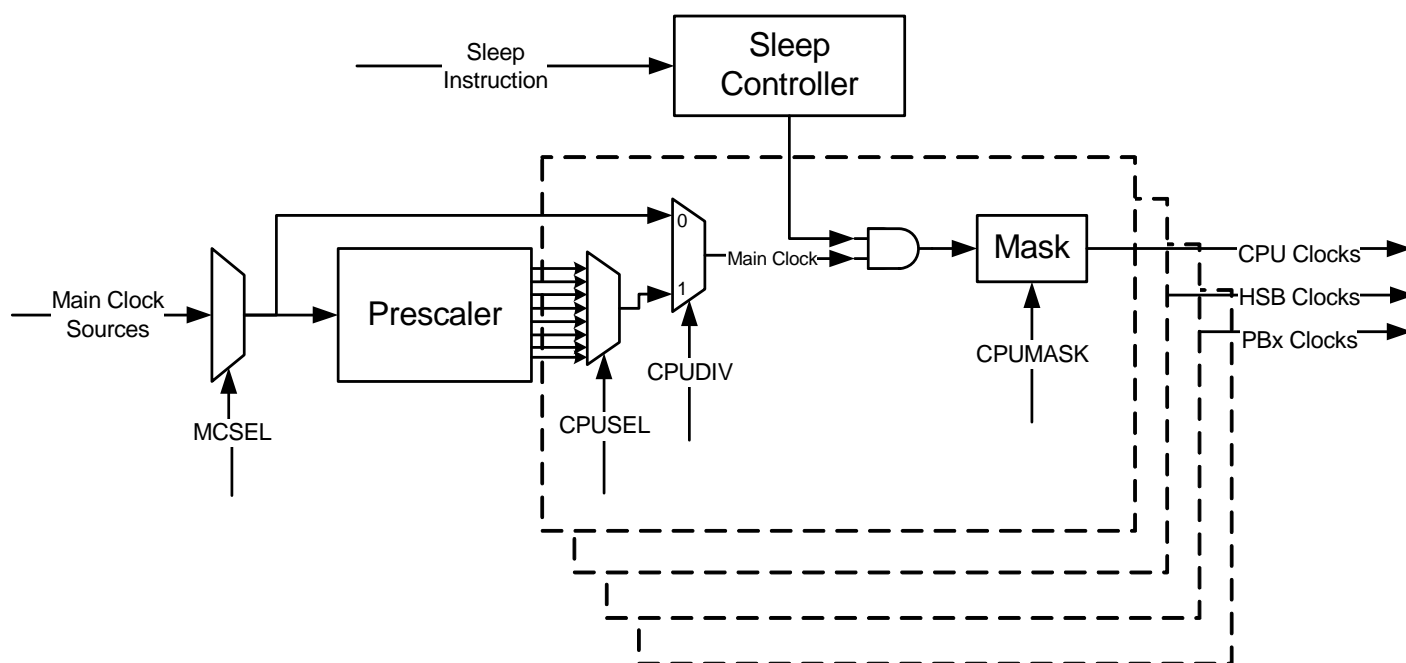 Sleep
Instruction
Sleep
Controller
0
Main Clock
Mask
CPU Clocks
Main Clock
Sources
Prescaler
1
HSB Clocks
PBx Clocks
CPUMASK
CPUDIV
CPUSEL
MCSEL